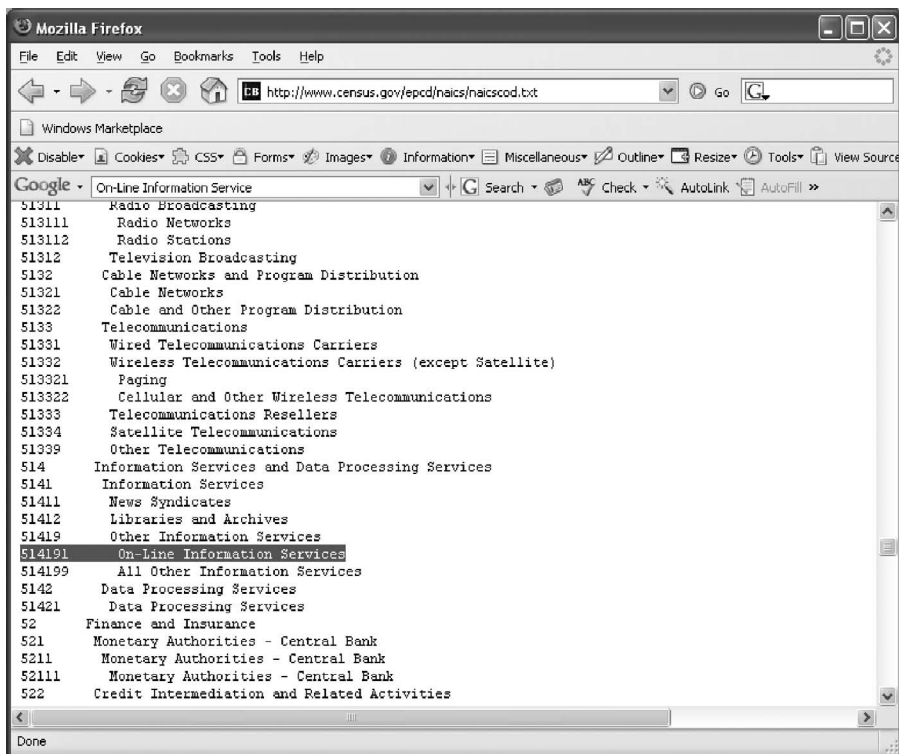 Mozilla Firefox
File Edit View Go Bookmarks Tools Help
CB http://www.census.gov/epcd/naics/naicscod.txt Go G
Windows Marketplace
Disable Cookies CSS Forms Images Information Miscellaneous Outline Resize Tools View Source
Google On-Line Information Service G Search ABC Check AutoLink AutoFill »
51311 Radio Broadcasting
513111 Radio Networks
513112 Radio Stations
51312 Television Broadcasting
5132 Cable Networks and Program Distribution
51321 Cable Networks
51322 Cable and Other Program Distribution
5133 Telecommunications
51331 Wired Telecommunications Carriers
51332 Wireless Telecommunications Carriers (except Satellite)
513321 Paging
513322 Cellular and Other Wireless Telecommunications
51333 Telecommunications Resellers
51334 Satellite Telecommunications
51339 Other Telecommunications
514 Information Services and Data Processing Services
5141 Information Services
51411 News Syndicates
51412 Libraries and Archives
51419 Other Information Services
514191 On-Line Information Services
514199 All Other Information Services
5142 Data Processing Services
51421 Data Processing Services
52 Finance and Insurance
521 Monetary Authorities - Central Bank
5211 Monetary Authorities - Central Bank
52111 Monetary Authorities - Central Bank
522 Credit Intermediation and Related Activities
Done